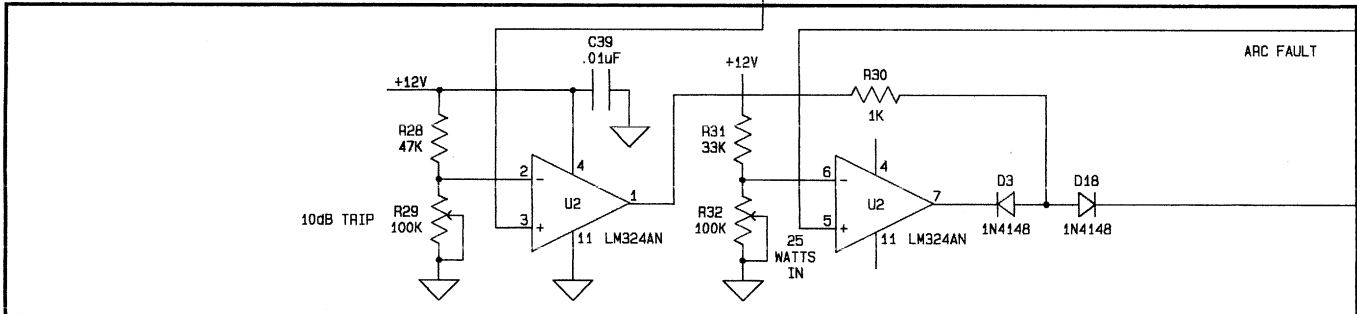 C39
.01uF
ARC FAULT
+12V
+12V
R30
1K
R28
47K
R31
33K
2
-
4
1
6
-
4
7
D3
D18
10dB TRIP
R29
100K
3
+
U2
11
LM324AN
R32
100K
5
+
U2
11
LM324AN
1N4148
1N4148
25
WATTS
IN